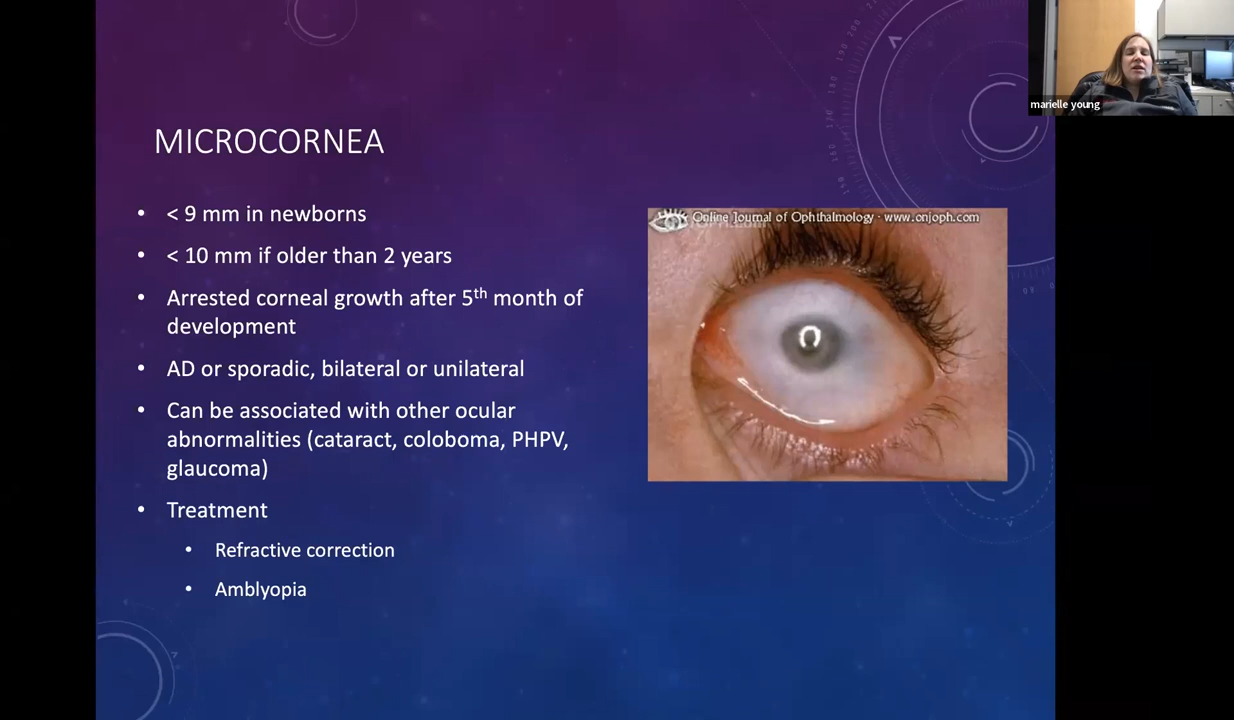 MICROCORNEA
• < 9 mm in newborns
• < 10 mm if older than 2 years
• Arrested corneal growth after 5th month of
development
• AD or sporadic, bilateral or unilateral
• Can be associated with other ocular
abnormalities (cataract, coloboma, PHPV,
glaucoma)
• Treatment
• Refractive correction
• Amblyopia
Online Journal of Ophthalmology · www.onjoph.com
marielle young